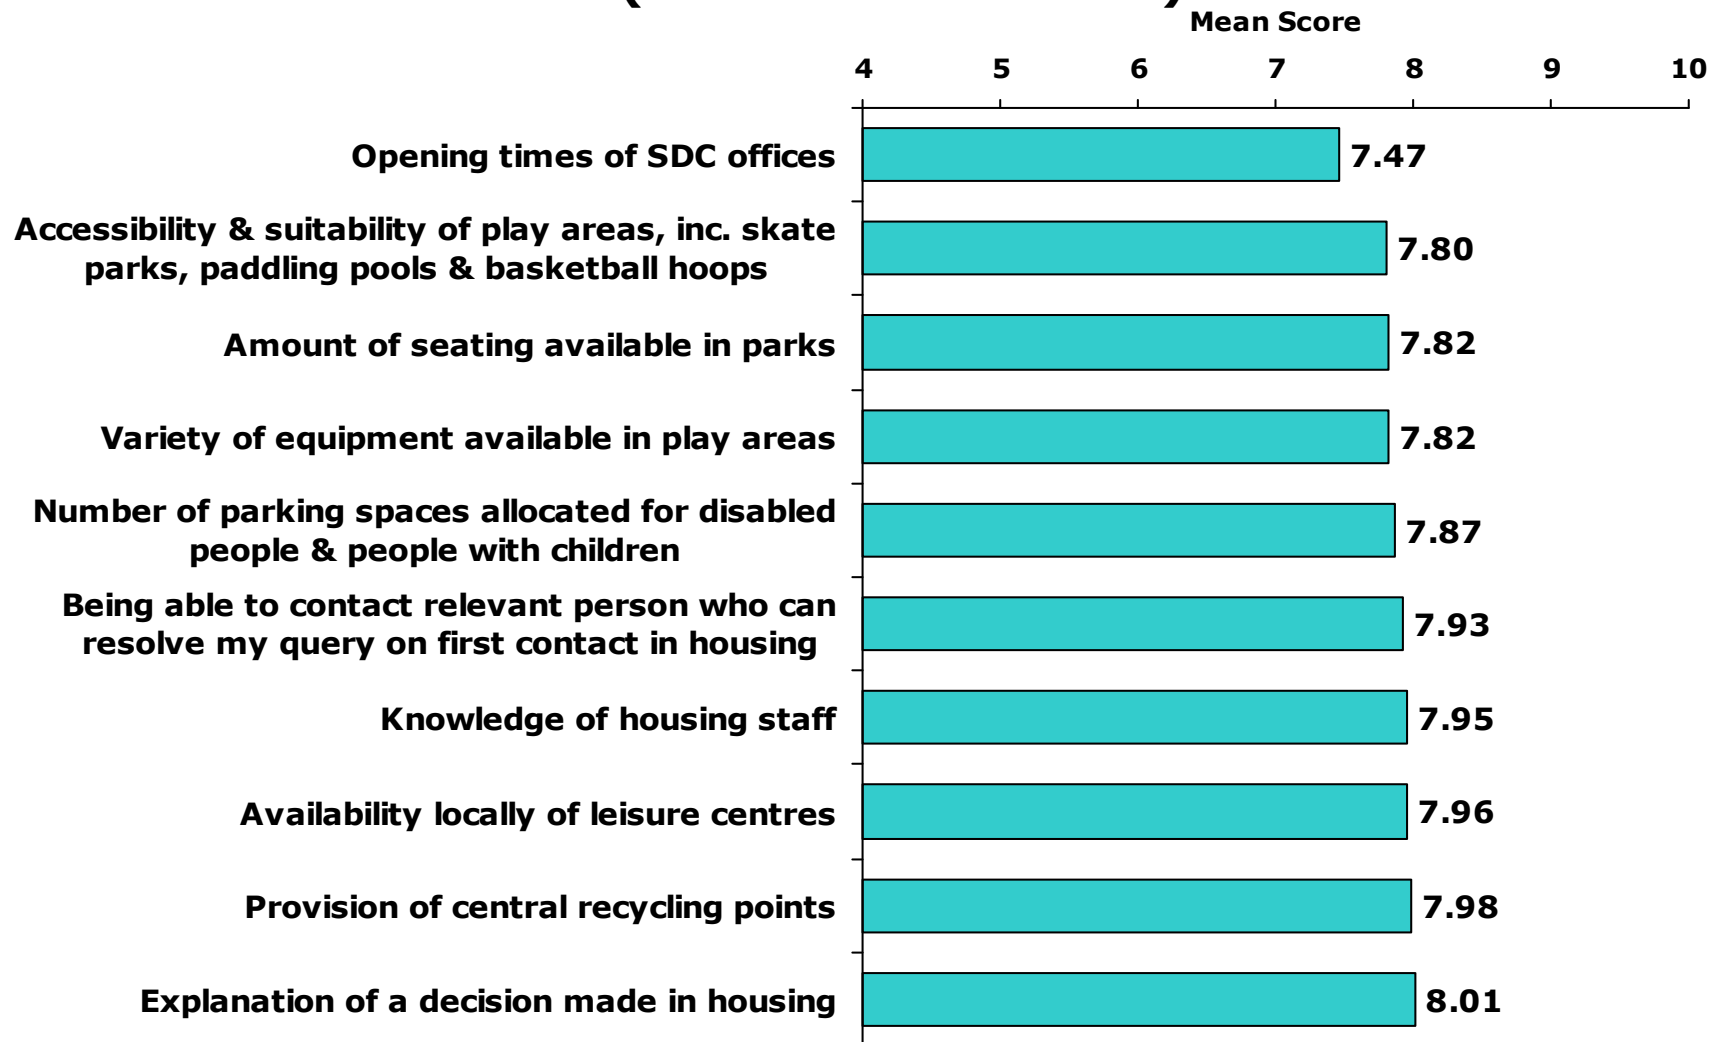 Mean Score
4 5 6 7 8 9 10
Opening times of SDC offices 7.47
Accessibility & suitability of play areas, inc. skate
parks, paddling pools & basketball hoops 7.80
Amount of seating available in parks 7.82
Variety of equipment available in play areas 7.82
Number of parking spaces allocated for disabled
people & people with children 7.87
Being able to contact relevant person who can
resolve my query on first contact in housing 7.93
Knowledge of housing staff 7.95
Availability locally of leisure centres 7.96
Provision of central recycling points 7.98
Explanation of a decision made in housing 8.01